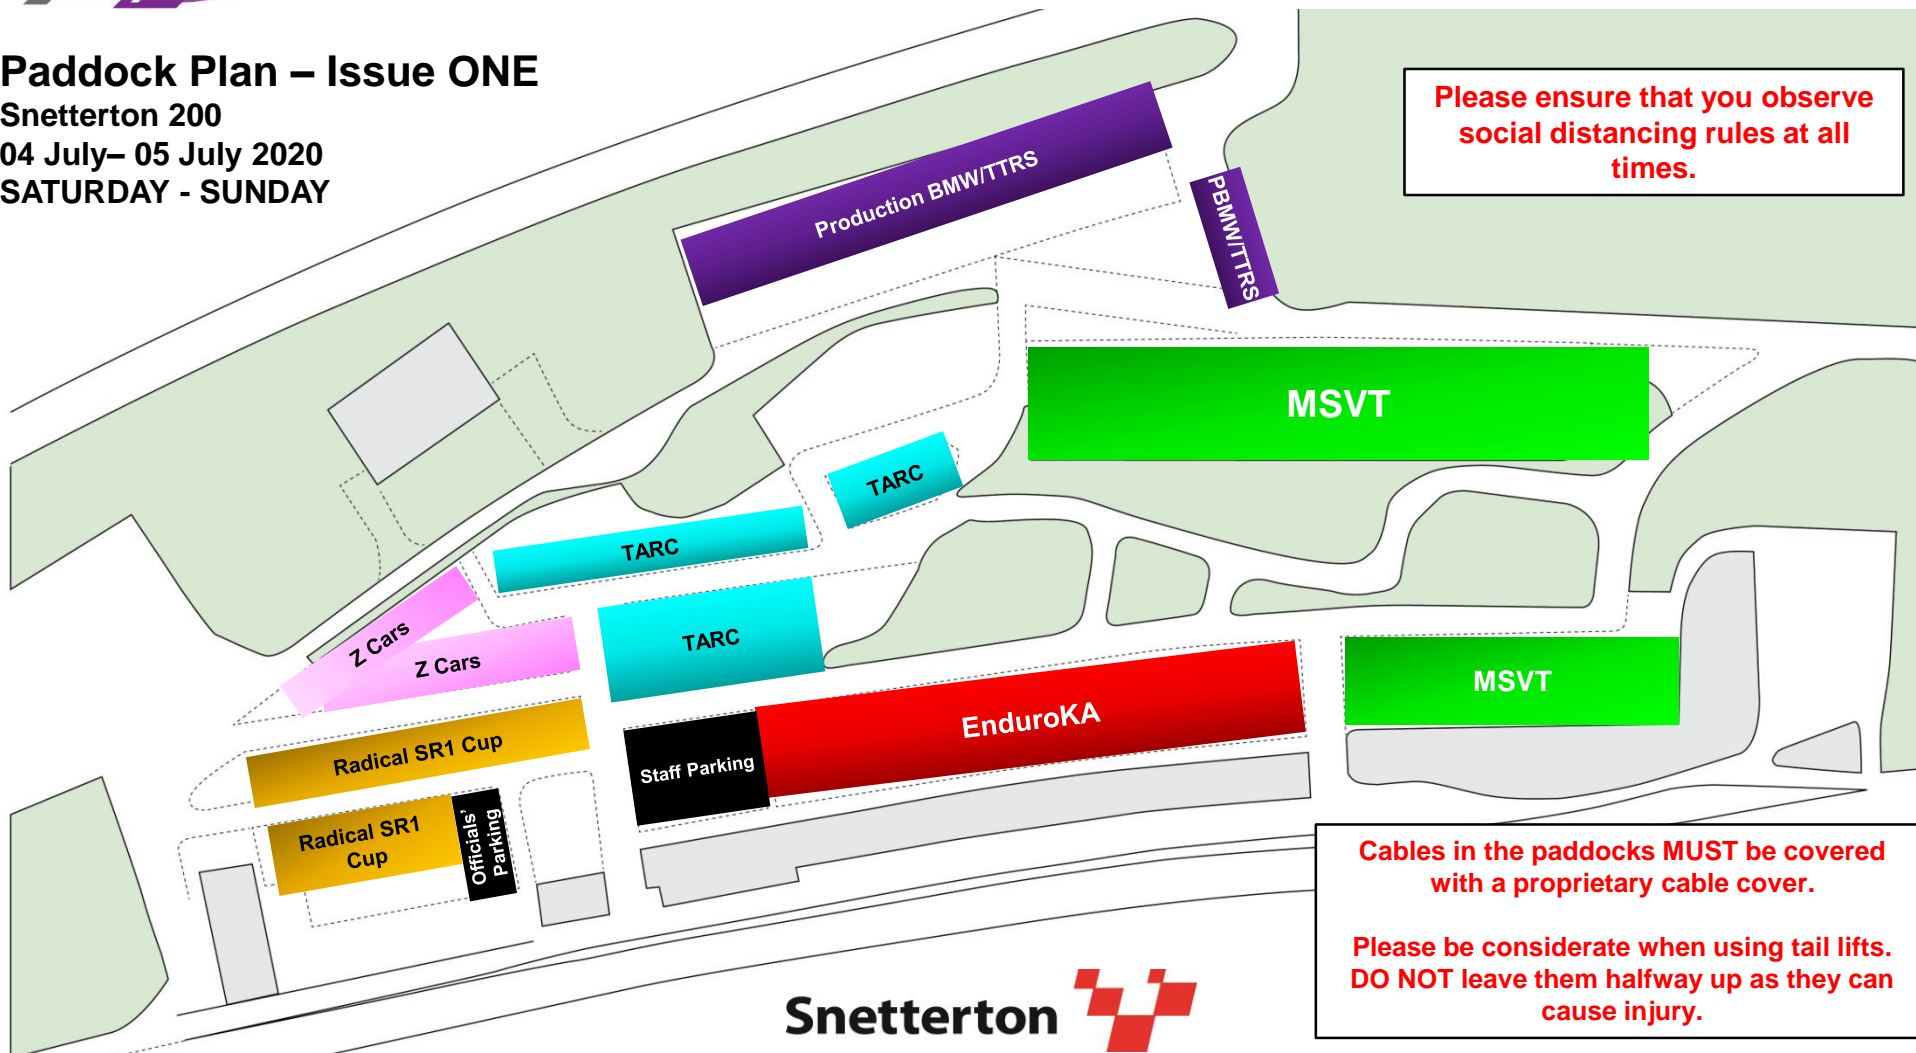 Paddock Plan – Issue ONE
Snetterton 200
04 July– 05 July 2020
SATURDAY - SUNDAY
Please ensure that you observe
social distancing rules at all
times.
Production BMW/TTRS
PBMW/TTRS
MSVT
TARC
TARC
TARC
Z Cars
Z Cars
MSVT
EnduroKA
Staff Parking
Radical SR1 Cup
Radical SR1
Cup
Officials'
Parking
Cables in the paddocks MUST be covered
with a proprietary cable cover.
Please be considerate when using tail lifts.
DO NOT leave them halfway up as they can
cause injury.
Snetterton